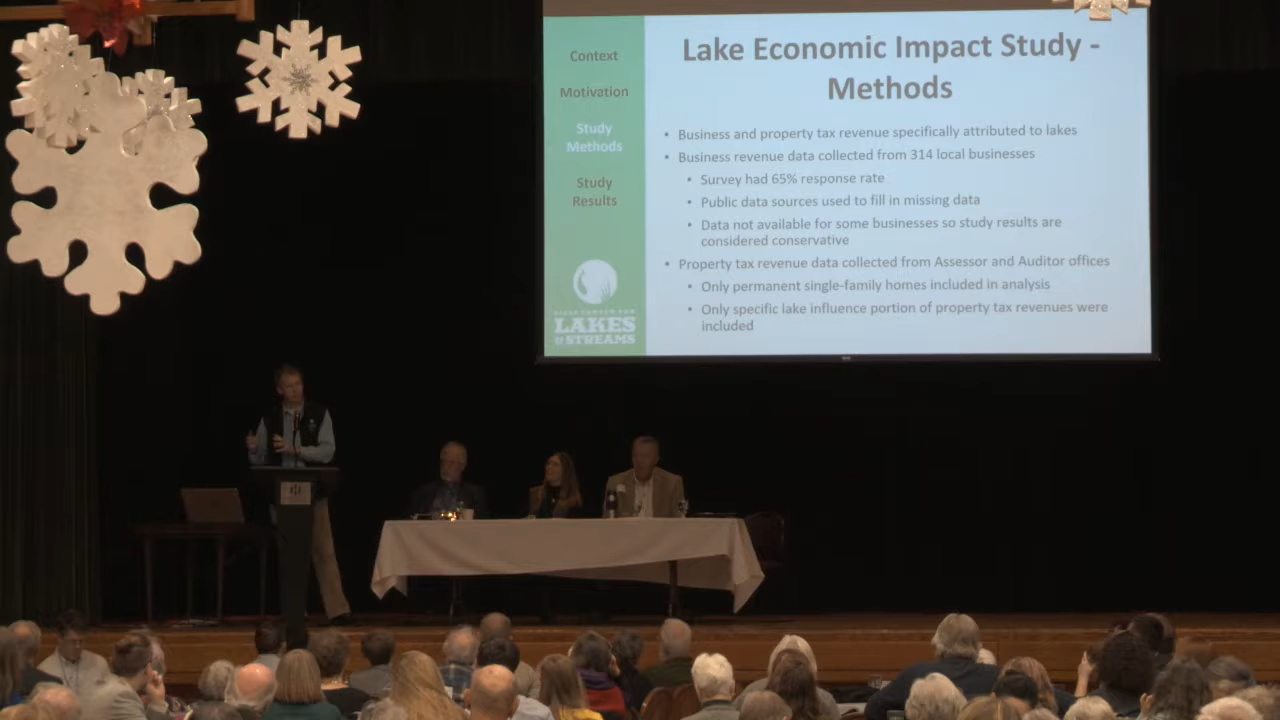 Context
Motivation
Study
Methods
Study
Results
LAKES
& STREAMS
Lake Economic Impact Study -
Methods
• Business and property tax revenue specifically attributed to lakes
• Business revenue data collected from 314 local businesses
• Survey had 65% response rate
• Public data sources used to fill in missing data
• Data not available for some businesses so study results are
considered conservative
• Property tax revenue data collected from Assessor and Auditor offices
• Only permanent single-family homes included in analysis
• Only specific lake influence portion of property tax revenues were
included